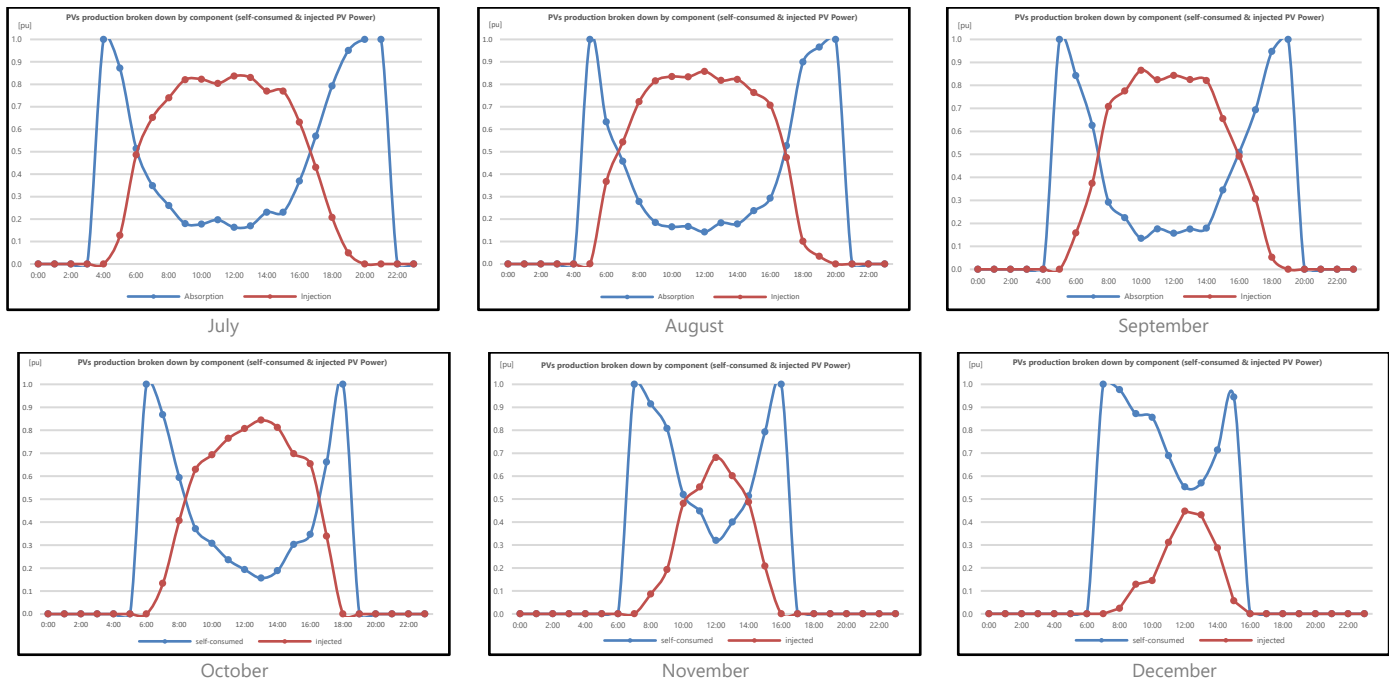 PVs production broken down by component (self-consumed & injected PV Power)
[pu]
1.0
0.9
0.8
0.7
0.6
0.5
0.4
0.3
0.2
0.1
0.0
0:00 2:00 4:00 6:00 8:00 10:00 12:00 14:00 16:00 18:00 20:00 22:00
Absorption Injection
July
PVs production broken down by component (self-consumed & injected PV Power)
[pu]
1.0
0.9
0.8
0.7
0.6
0.5
0.4
0.3
0.2
0.1
0.0
0:00 2:00 4:00 6:00 8:00 10:00 12:00 14:00 16:00 18:00 20:00 22:00
Absorption Injection
August
PVs production broken down by component (self-consumed & injected PV Power)
[pu]
1.0
0.9
0.8
0.7
0.6
0.5
0.4
0.3
0.2
0.1
0.0
0:00 2:00 4:00 6:00 8:00 10:00 12:00 14:00 16:00 18:00 20:00 22:00
Absorption Injection
September
PVs production broken down by component (self-consumed & injected PV Power)
[pu]
1.0
0.9
0.8
0.7
0.6
0.5
0.4
0.3
0.2
0.1
0.0
0:00 2:00 4:00 6:00 8:00 10:00 12:00 14:00 16:00 18:00 20:00 22:00
self-consumed injected
October
PVs production broken down by component (self-consumed & injected PV Power)
[pu]
1.0
0.9
0.8
0.7
0.6
0.5
0.4
0.3
0.2
0.1
0.0
0:00 2:00 4:00 6:00 8:00 10:00 12:00 14:00 16:00 18:00 20:00 22:00
self-consumed injected
November
PVs production broken down by component (self-consumed & injected PV Power)
[pu]
1.0
0.9
0.8
0.7
0.6
0.5
0.4
0.3
0.2
0.1
0.0
0:00 2:00 4:00 6:00 8:00 10:00 12:00 14:00 16:00 18:00 20:00 22:00
self-consumed injected
December